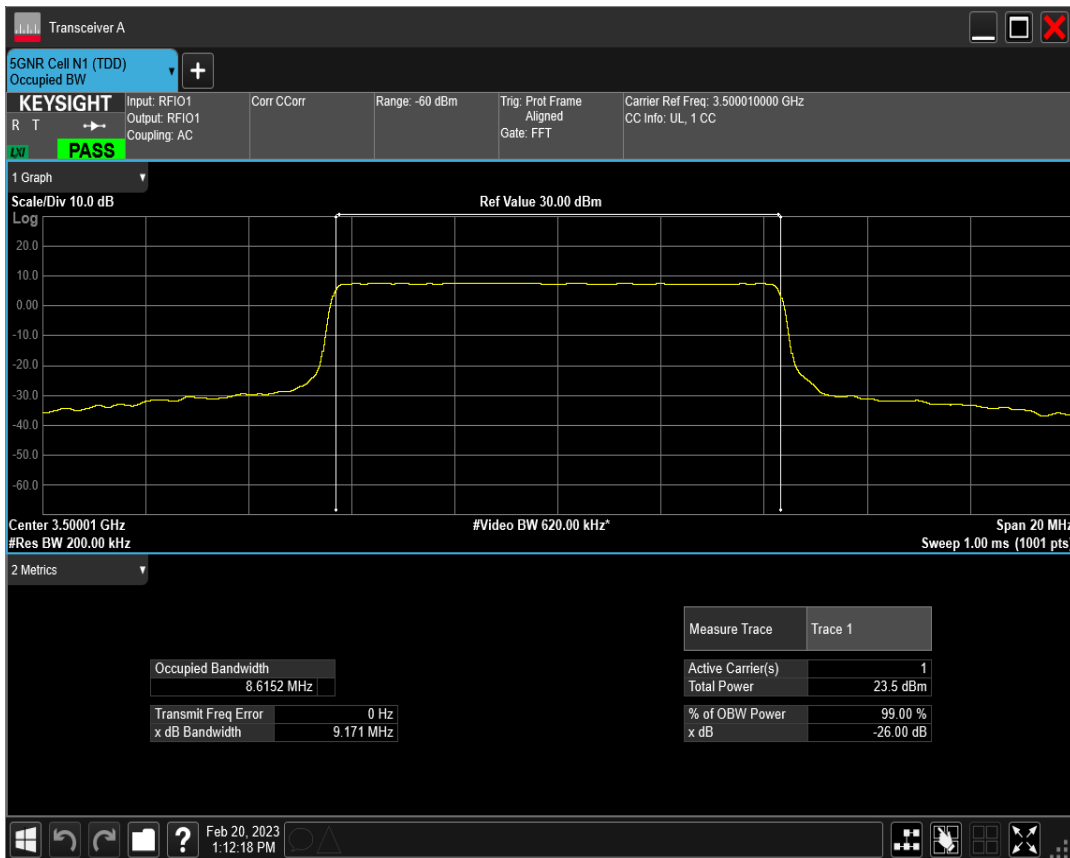 Transceiver A
5GNR Cell N1 (TDD)
Occupied BW
KEYSIGHT
R T
LXI
PASS
Input: RFIO1
Output: RFIO1
Coupling: AC
Corr CCorr
Range: -60 dBm
Trig: Prot Frame
Aligned
Gate: FFT
Carrier Ref Freq: 3.500010000 GHz
CC Info: UL, 1 CC
1 Graph
Scale/Div 10.0 dB
Ref Value 30.00 dBm
Log
20.0
10.0
0.00
-10.0
-20.0
-30.0
-40.0
-50.0
-60.0
Center 3.50001 GHz
#Video BW 620.00 kHz*
Span 20 MHz
#Res BW 200.00 kHz
Sweep 1.00 ms (1001 pts)
2 Metrics
Measure Trace Trace 1
Occupied Bandwidth
8.6152 MHz
Active Carrier(s) 1
Total Power 23.5 dBm
Transmit Freq Error 0 Hz
x dB Bandwidth 9.171 MHz
% of OBW Power 99.00 %
x dB -26.00 dB
?
Feb 20, 2023
1:12:18 PM